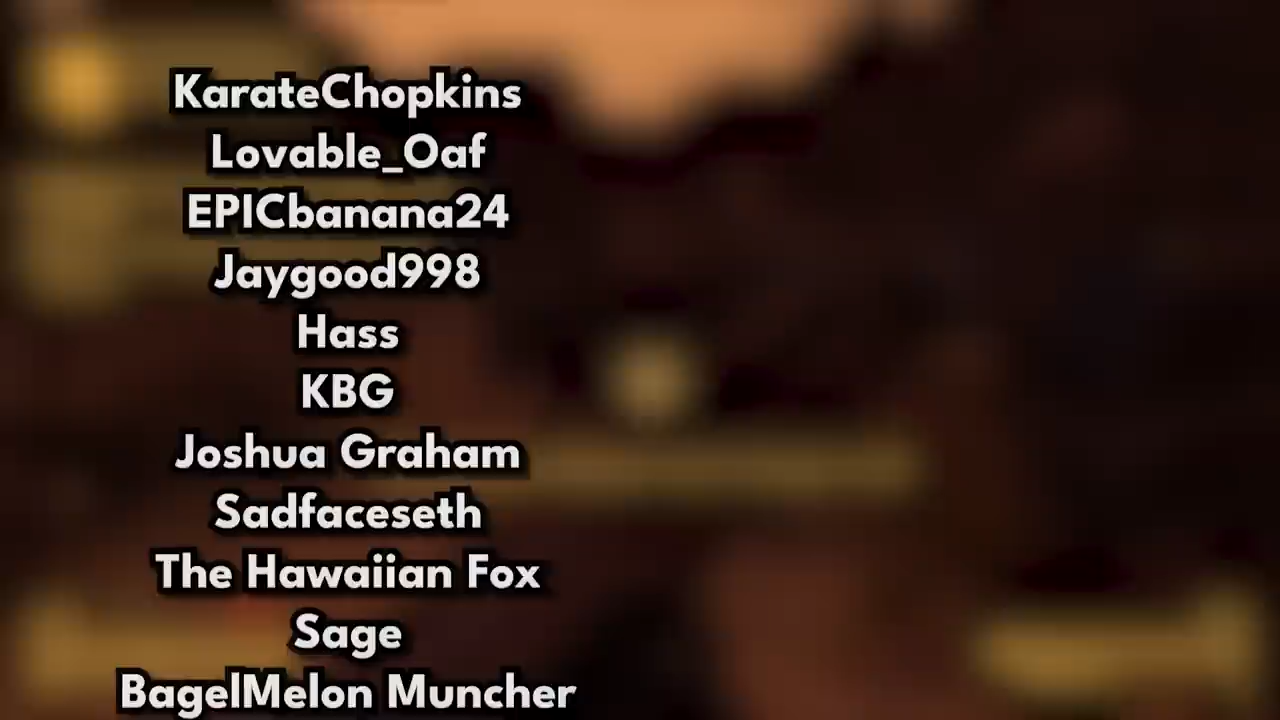 KarateChopkins
Lovable_Oaf
EPICbanana24
Jaygood998
Hass
KBG
Joshua Graham
Sadfaceseth
The Hawaiian Fox
Sage
BagelMelon Muncher